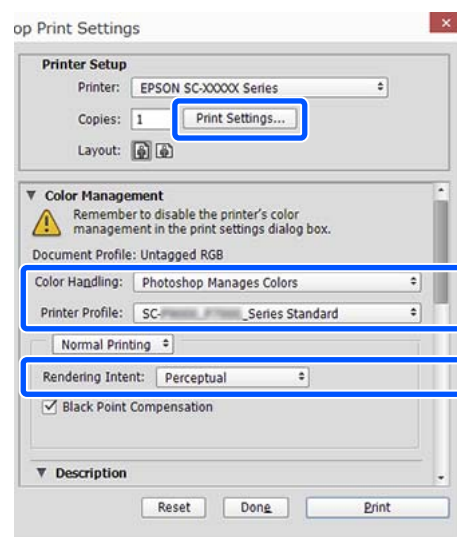 op Print Settings
Printer Setup
Printer: EPSON SC-XXXXX Series
Copies: 1 Print Settings...
Layout:
Color Management
Remember to disable the printer's color
management in the print settings dialog box.
Document Profile: Untagged RGB
Color Handling: Photoshop Manages Colors
Printer Profile: SC- _Series Standard
Normal Printing
Rendering Intent: Perceptual
Black Point Compensation
Description
Reset Done Print